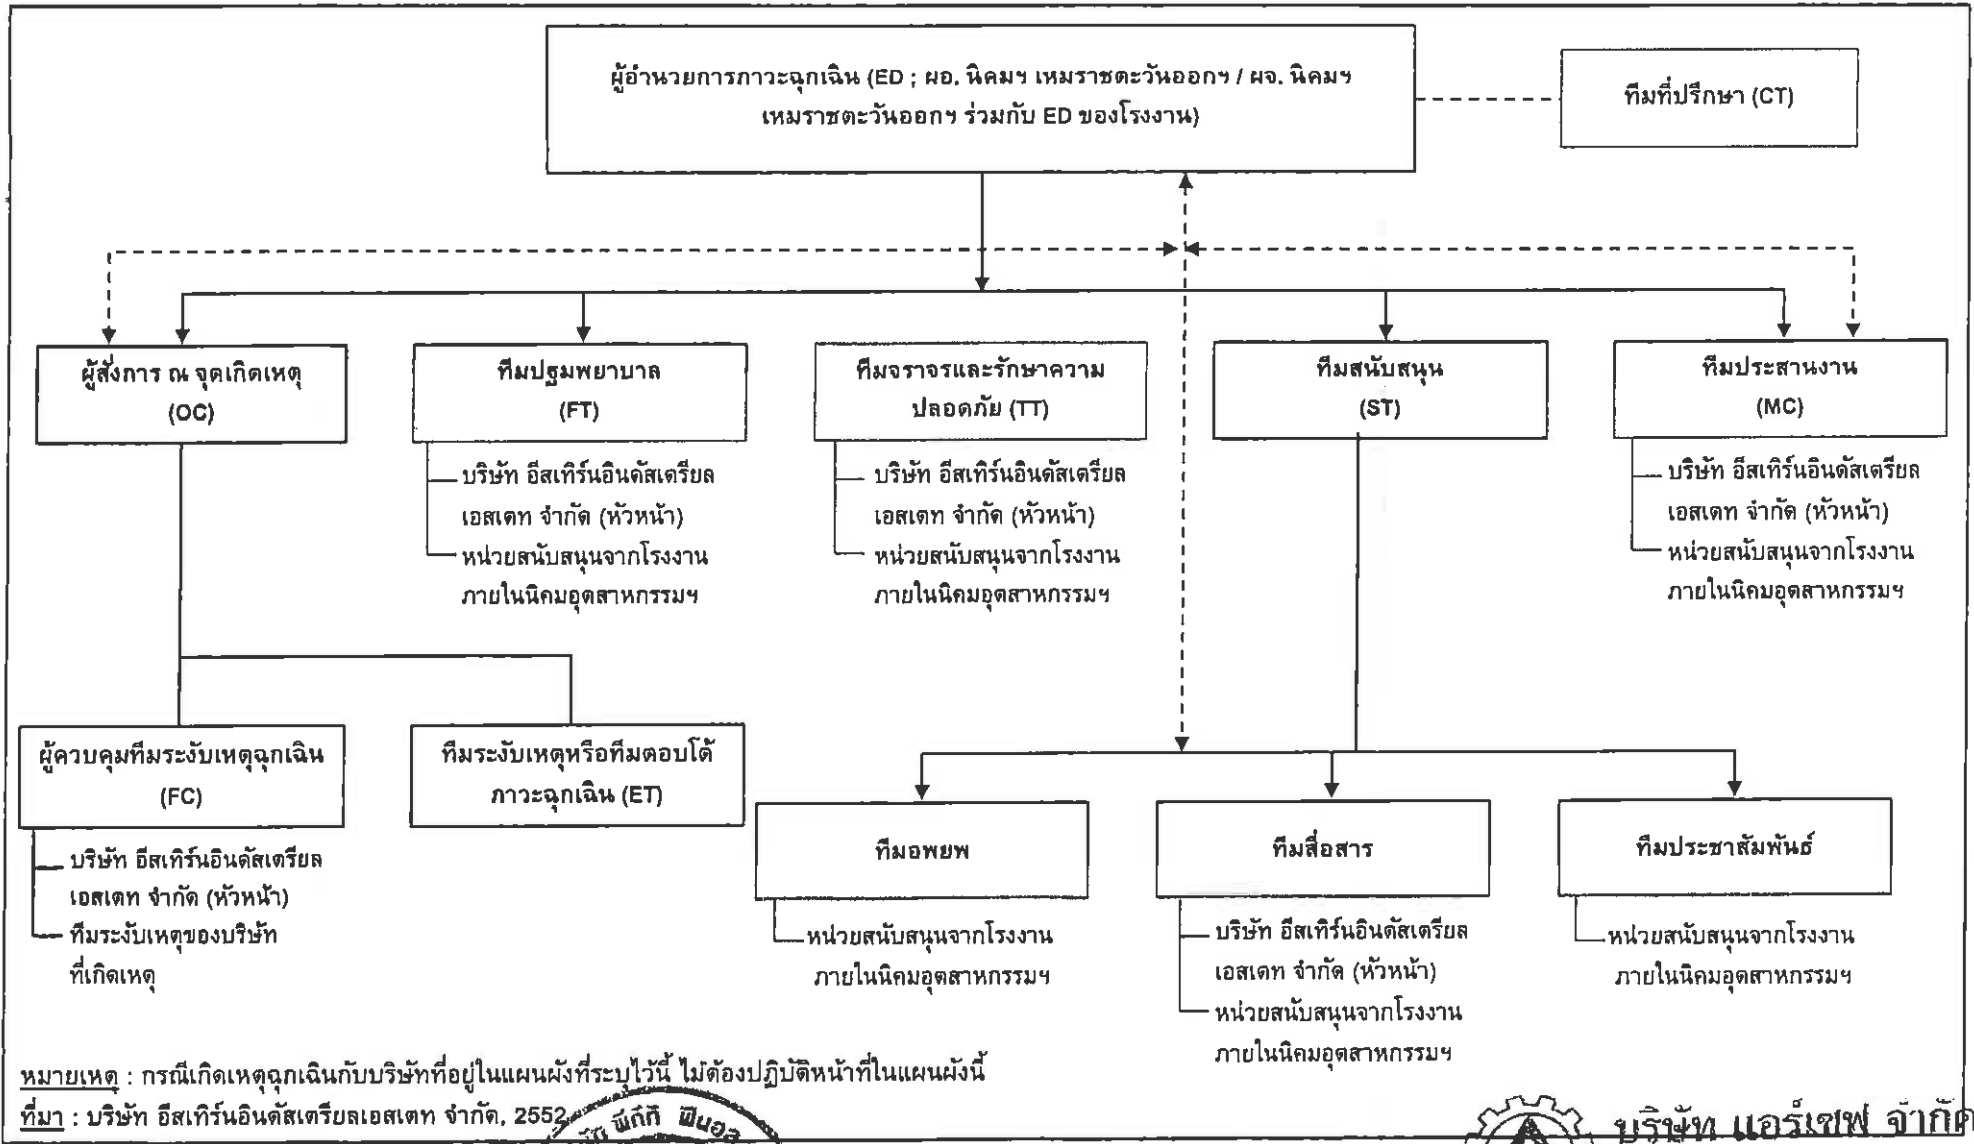 ผู้อำนวยการภาวะฉุกเฉิน (ED ; ผอ. นิคมฯ เหมราชตะวันออกฯ / ผจ. นิคมฯ
เหมราชตะวันออกฯ ร่วมกับ ED ของโรงงาน)
ทีมที่ปรึกษา (CT)
ผู้สั่งการ ณ จุดเกิดเหตุ
(OC)
ทีมปฐมพยาบาล
(FT)
บริษัท อีสเทิร์นอินดัสเตรียล
เอสเตท จำกัด (หัวหน้า)
หน่วยสนับสนุนจากโรงงาน
ภายในนิคมอุตสาหกรรมฯ
ทีมจราจรและรักษาความ
ปลอดภัย (TT)
บริษัท อีสเทิร์นอินดัสเตรียล
เอสเตท จำกัด (หัวหน้า)
หน่วยสนับสนุนจากโรงงาน
ภายในนิคมอุตสาหกรรมฯ
ทีมสนับสนุน
(ST)
ทีมประสานงาน
(MC)
บริษัท อีสเทิร์นอินดัสเตรียล
เอสเตท จำกัด (หัวหน้า)
หน่วยสนับสนุนจากโรงงาน
ภายในนิคมอุตสาหกรรมฯ
ผู้ควบคุมทีมระงับเหตุฉุกเฉิน
(FC)
บริษัท อีสเทิร์นอินดัสเตรียล
เอสเตท จำกัด (หัวหน้า)
ทีมระงับเหตุของบริษัท
ที่เกิดเหตุ
ทีมระงับเหตุหรือทีมตอบโต้
ภาวะฉุกเฉิน (ET)
ทีมอพยพ
หน่วยสนับสนุนจากโรงงาน
ภายในนิคมอุตสาหกรรมฯ
ทีมสื่อสาร
บริษัท อีสเทิร์นอินดัสเตรียล
เอสเตท จำกัด (หัวหน้า)
หน่วยสนับสนุนจากโรงงาน
ภายในนิคมอุตสาหกรรมฯ
ทีมประชาสัมพันธ์
หน่วยสนับสนุนจากโรงงาน
ภายในนิคมอุตสาหกรรมฯ
หมายเหตุ : กรณีเกิดเหตุฉุกเฉินกับบริษัทที่อยู่ในแผนผังที่ระบุไว้นี้ ไม่ต้องปฏิบัติหน้าที่ในแผนผังนี้
ที่มา : บริษัท อีสเทิร์นอินดัสเตรียลเอสเตท จำกัด, 2552
พีทีที ฟีนอล
บริษัท แอร์เซฟ จำกัด